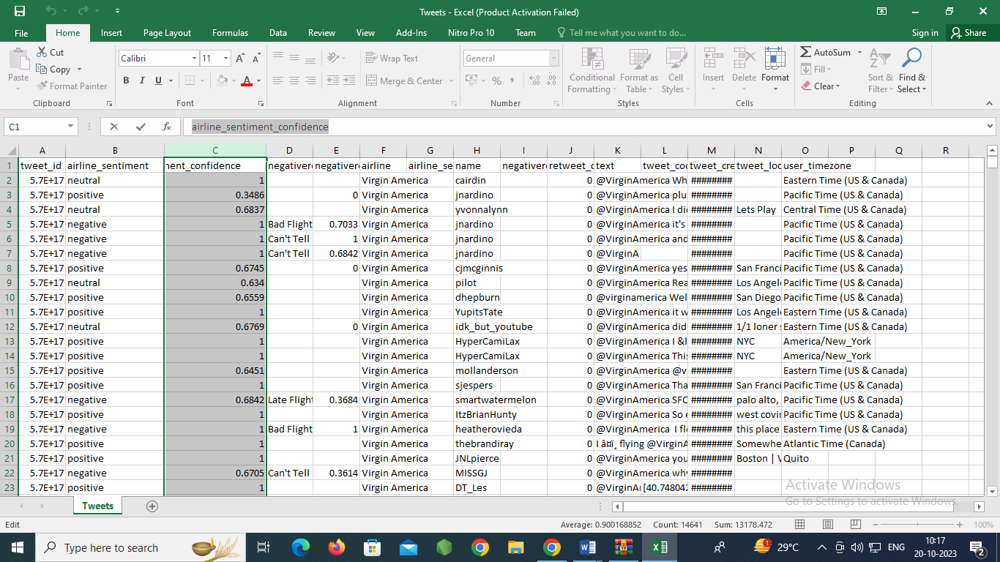 Tweets - Excel (Product Activation Failed)
File Home Insert Page Layout Formulas Data Review View Add-Ins Nitro Pro 10 Team Tell me what you want to do... Sign in Share
Paste Cut Copy Format Painter
Calibri 11
B I U A
Wrap Text
Merge & Center
General
%
Conditional Formatting Format as Table Cell Styles
Insert Delete Format
AutoSum Fill Clear
Sort & Filter Find & Select
Clipboard Font Alignment Number Styles Cells Editing
C1 fx airline_sentiment_confidence
A B C D E F G H I J K L M N O P Q R
1 tweet_id airline_sentiment nent_confidence negativere negativere airline airline_se name negativere retweet_c text tweet_coo tweet_cre tweet_loc user_timezone
2 5.7E+17 neutral 1 Virgin America cairdin 0 @VirginAmerica Wh ######## Eastern Time (US & Canada)
3 5.7E+17 positive 0.3486 0 Virgin America jnardino 0 @VirginAmerica plu ######## Pacific Time (US & Canada)
4 5.7E+17 neutral 0.6837 Virgin America yvonnalynn 0 @VirginAmerica I did ######## Lets Play Central Time (US & Canada)
5 5.7E+17 negative 1 Bad Flight 0.7033 Virgin America jnardino 0 @VirginAmerica it's ######## Pacific Time (US & Canada)
6 5.7E+17 negative 1 Can't Tell 1 Virgin America jnardino 0 @VirginAmerica and ######## Pacific Time (US & Canada)
7 5.7E+17 negative 1 Can't Tell 0.6842 Virgin America jnardino 0 @VirginA ######## Pacific Time (US & Canada)
8 5.7E+17 positive 0.6745 0 Virgin America cjmcginnis 0 @VirginAmerica yes ######## San Franci Pacific Time (US & Canada)
9 5.7E+17 neutral 0.634 Virgin America pilot 0 @VirginAmerica Rea ######## Los Angel Pacific Time (US & Canada)
10 5.7E+17 positive 0.6559 Virgin America dhepburn 0 @virginamerica Wel ######## San Diego Pacific Time (US & Canada)
11 5.7E+17 positive 1 Virgin America YupitsTate 0 @VirginAmerica it w ######## Los Angel Eastern Time (US & Canada)
12 5.7E+17 neutral 0.6769 0 Virgin America idk_but_youtube 0 @VirginAmerica did ######## 1/1 loner s Eastern Time (US & Canada)
13 5.7E+17 positive 1 Virgin America HyperCamiLax 0 @VirginAmerica I &l ######## NYC America/New_York
14 5.7E+17 positive 1 Virgin America HyperCamiLax 0 @VirginAmerica This ######## NYC America/New_York
15 5.7E+17 positive 0.6451 Virgin America mollanderson 0 @VirginAmerica @v ######## Eastern Time (US & Canada)
16 5.7E+17 positive 1 Virgin America sjespers 0 @VirginAmerica Tha ######## San Franci Pacific Time (US & Canada)
17 5.7E+17 negative 0.6842 Late Flight 0.3684 Virgin America smartwatermelon 0 @VirginAmerica SFO ######## palo alto, Pacific Time (US & Canada)
18 5.7E+17 positive 1 Virgin America ItzBrianHunty 0 @VirginAmerica So e ######## west covi Pacific Time (US & Canada)
19 5.7E+17 negative 1 Bad Flight 1 Virgin America heatherovieda 0 @VirginAmerica I fl ######## this place Eastern Time (US & Canada)
20 5.7E+17 positive 1 Virgin America thebrandiray 0 I flying @VirginA ######## Somewhe Atlantic Time (Canada)
21 5.7E+17 positive 1 Virgin America JNLpierce 0 @VirginAmerica you ######## Boston | W Quito
22 5.7E+17 negative 0.6705 Can't Tell 0.3614 Virgin America MISSGJ 0 @VirginAmerica why ########
23 5.7E+17 positive 1 Virgin America DT_Les 0 @VirginA [40.748042 ########
Activate Windows
Go to Settings to activate Windows.
Tweets
Edit Average: 0.900168852 Count: 14641 Sum: 13178.472 100%
Type here to search 29°C ENG 10:17
20-10-2023 2